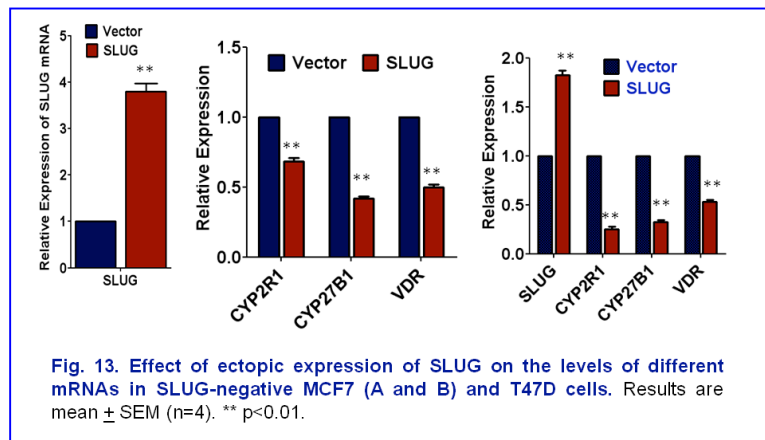 Relative Expression of SLUG mRNA
5
4
3
2
1
0
Vector
SLUG
**
SLUG
Relative Expression
1.5
1.0
0.5
0.0
Vector SLUG
** ** **
CYP2R1 CYP27B1 VDR
Relative Expression
2.0
1.5
1.0
0.5
0.0
Vector
SLUG
** ** ** **
SLUG CYP2R1 CYP27B1 VDR
Fig. 13. Effect of ectopic expression of SLUG on the levels of different
mRNAs in SLUG-negative MCF7 (A and B) and T47D cells. Results are
mean ± SEM (n=4). ** p<0.01.